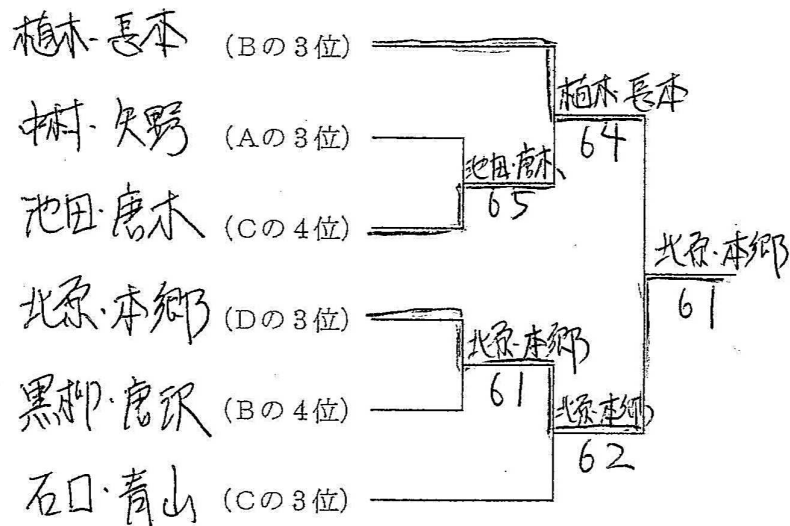 植木・長本 (Bの3位)
植木・長本
64
中村・矢野 (Aの3位)
池田・唐木
65
池田・唐木 (Cの4位)
北原・本郷
61
北原・本郷 (Dの3位)
北原・本郷
61
黒柳・唐沢 (Bの4位)
北原・本郷
62
石口・青山 (Cの3位)